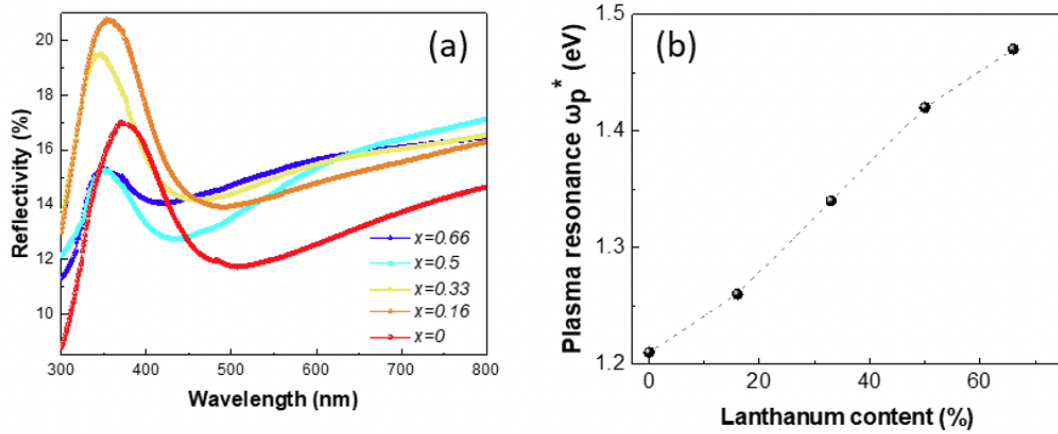 (a)
Reflectivity (%)
20
18
16
14
12
10
x=0.66
x=0.5
x=0.33
x=0.16
x=0
300
400
500
600
700
800
Wavelength (nm)
(b)
Plasma resonance ωp* (eV)
1.5
1.4
1.3
1.2
0
20
40
60
Lanthanum content (%)